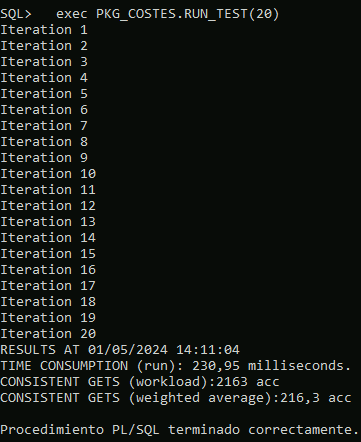 SQL>   exec PKG_COSTES.RUN_TEST(20)
Iteration 1
Iteration 2
Iteration 3
Iteration 4
Iteration 5
Iteration 6
Iteration 7
Iteration 8
Iteration 9
Iteration 10
Iteration 11
Iteration 12
Iteration 13
Iteration 14
Iteration 15
Iteration 16
Iteration 17
Iteration 18
Iteration 19
Iteration 20
RESULTS AT 01/05/2024 14:11:04
TIME CONSUMPTION (run): 230,95 milliseconds.
CONSISTENT GETS (workload):2163 acc
CONSISTENT GETS (weighted average):216,3 acc
Procedimiento PL/SQL terminado correctamente.